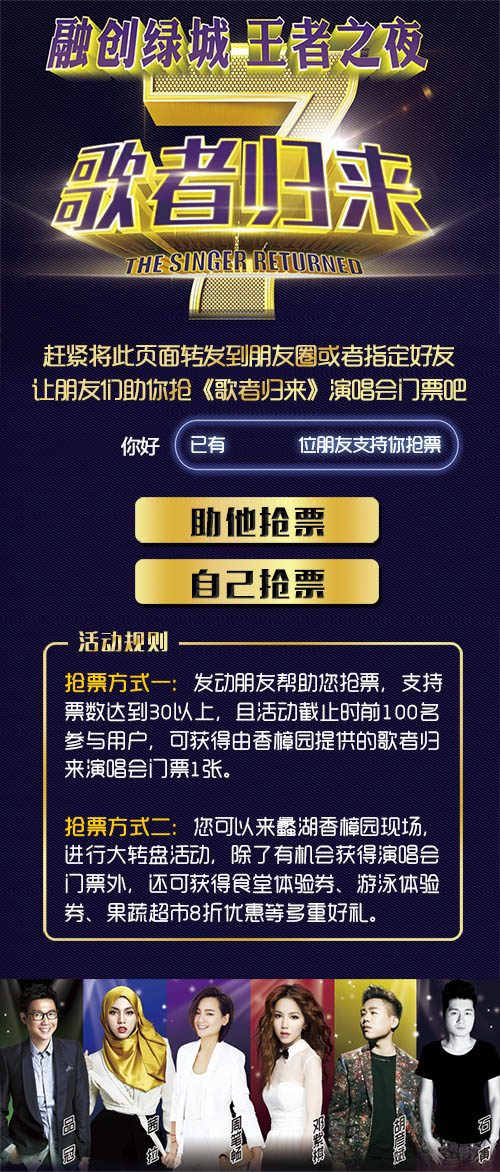 融创绿城 王者之夜
7
歌者归来
THE SINGER RETURNED
赶紧将此页面转发到朋友圈或者指定好友
让朋友们助你抢《歌者归来》演唱会门票吧
你好 已有 位朋友支持你抢票
助他抢票
自己抢票
活动规则
抢票方式一：发动朋友帮助您抢票，支持
票数达到30以上，且活动截止时前100名
参与用户，可获得由香樟园提供的歌者归
来演唱会门票1张。
抢票方式二：您可以来蠡湖香樟园现场，
进行大转盘活动，除了有机会获得演唱会
门票外，还可获得食堂体验券、游泳体验
券、果蔬超市8折优惠等多重好礼。
品冠
茜拉
周笔畅
邓紫棋
胡彦斌
石寅